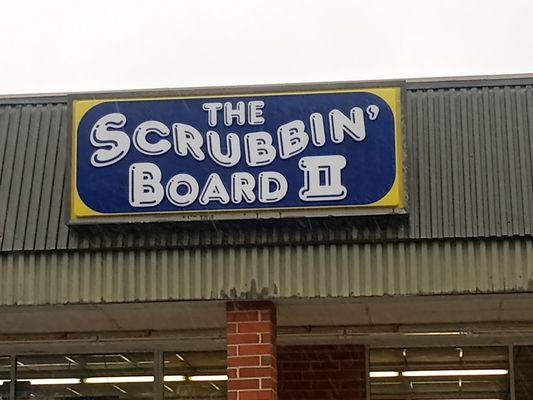 THE
SCRUBBIN'
BOARD II